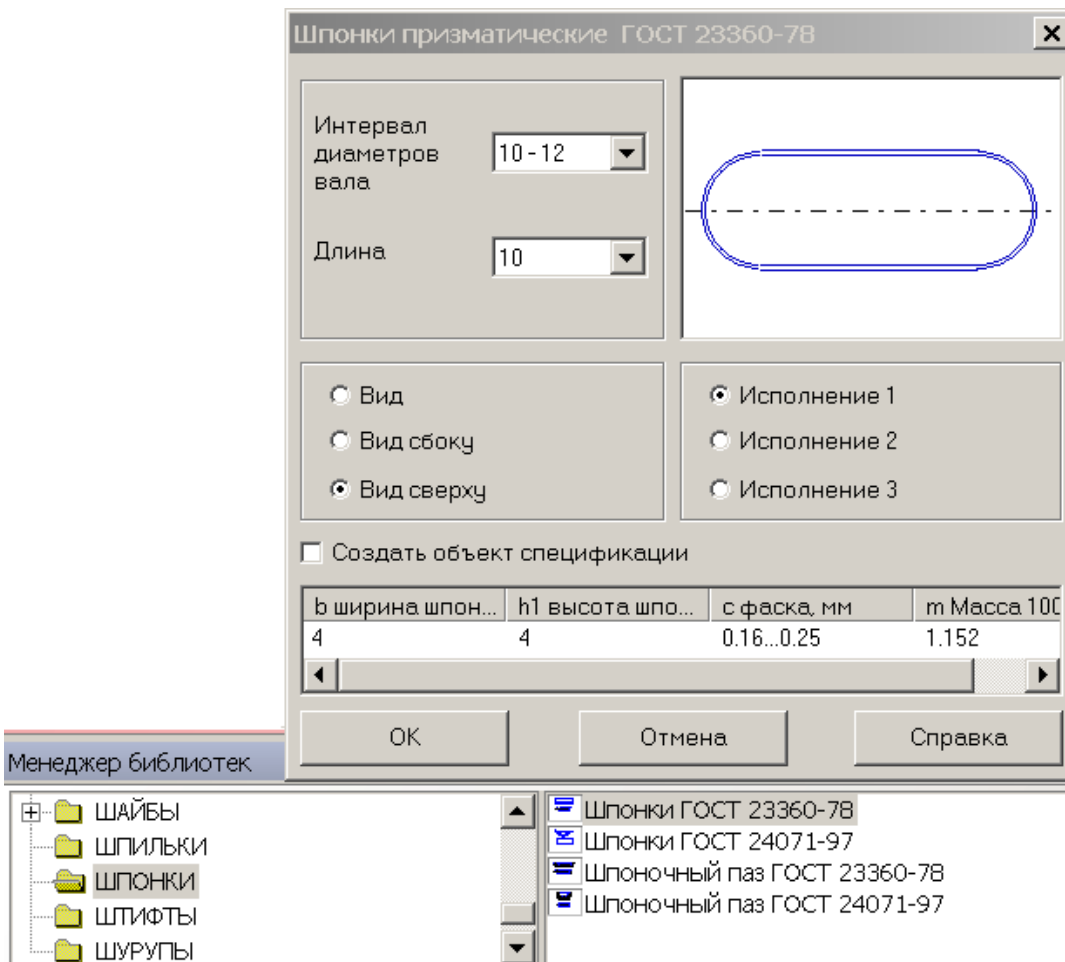 Шпонки призматические ГОСТ 23360-78
Интервал
диаметров
вала
10-12
Длина
10
Вид
Вид сбоку
Вид сверху
Исполнение 1
Исполнение 2
Исполнение 3
Создать объект спецификации
b ширина шпон... h1 высота шпо... c фаска, мм m Масса 100
4 4 0.16...0.25 1.152
OK Отмена Справка
Менеджер библиотек
ШАЙБЫ
ШПИЛЬКИ
ШПОНКИ
ШТИФТЫ
ШУРУПЫ
Шпонки ГОСТ 23360-78
Шпонки ГОСТ 24071-97
Шпоночный паз ГОСТ 23360-78
Шпоночный паз ГОСТ 24071-97